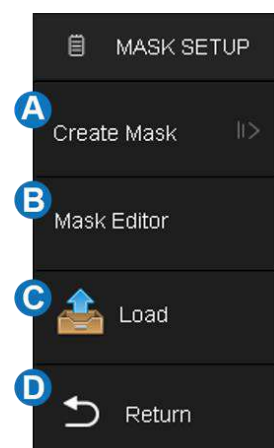 MASK SETUP
A
Create Mask
B
Mask Editor
C
Load
D
Return